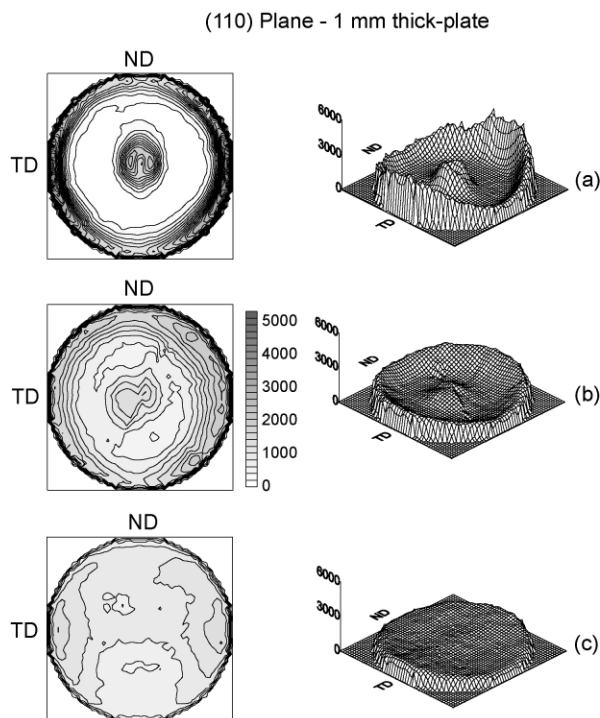 (110) Plane - 1 mm thick-plate
ND
TD
6000
3000
0
ND
TD
(a)
ND
TD
5000
4000
3000
2000
1000
0
6000
3000
0
ND
TD
(b)
ND
TD
6000
3000
0
ND
TD
(c)